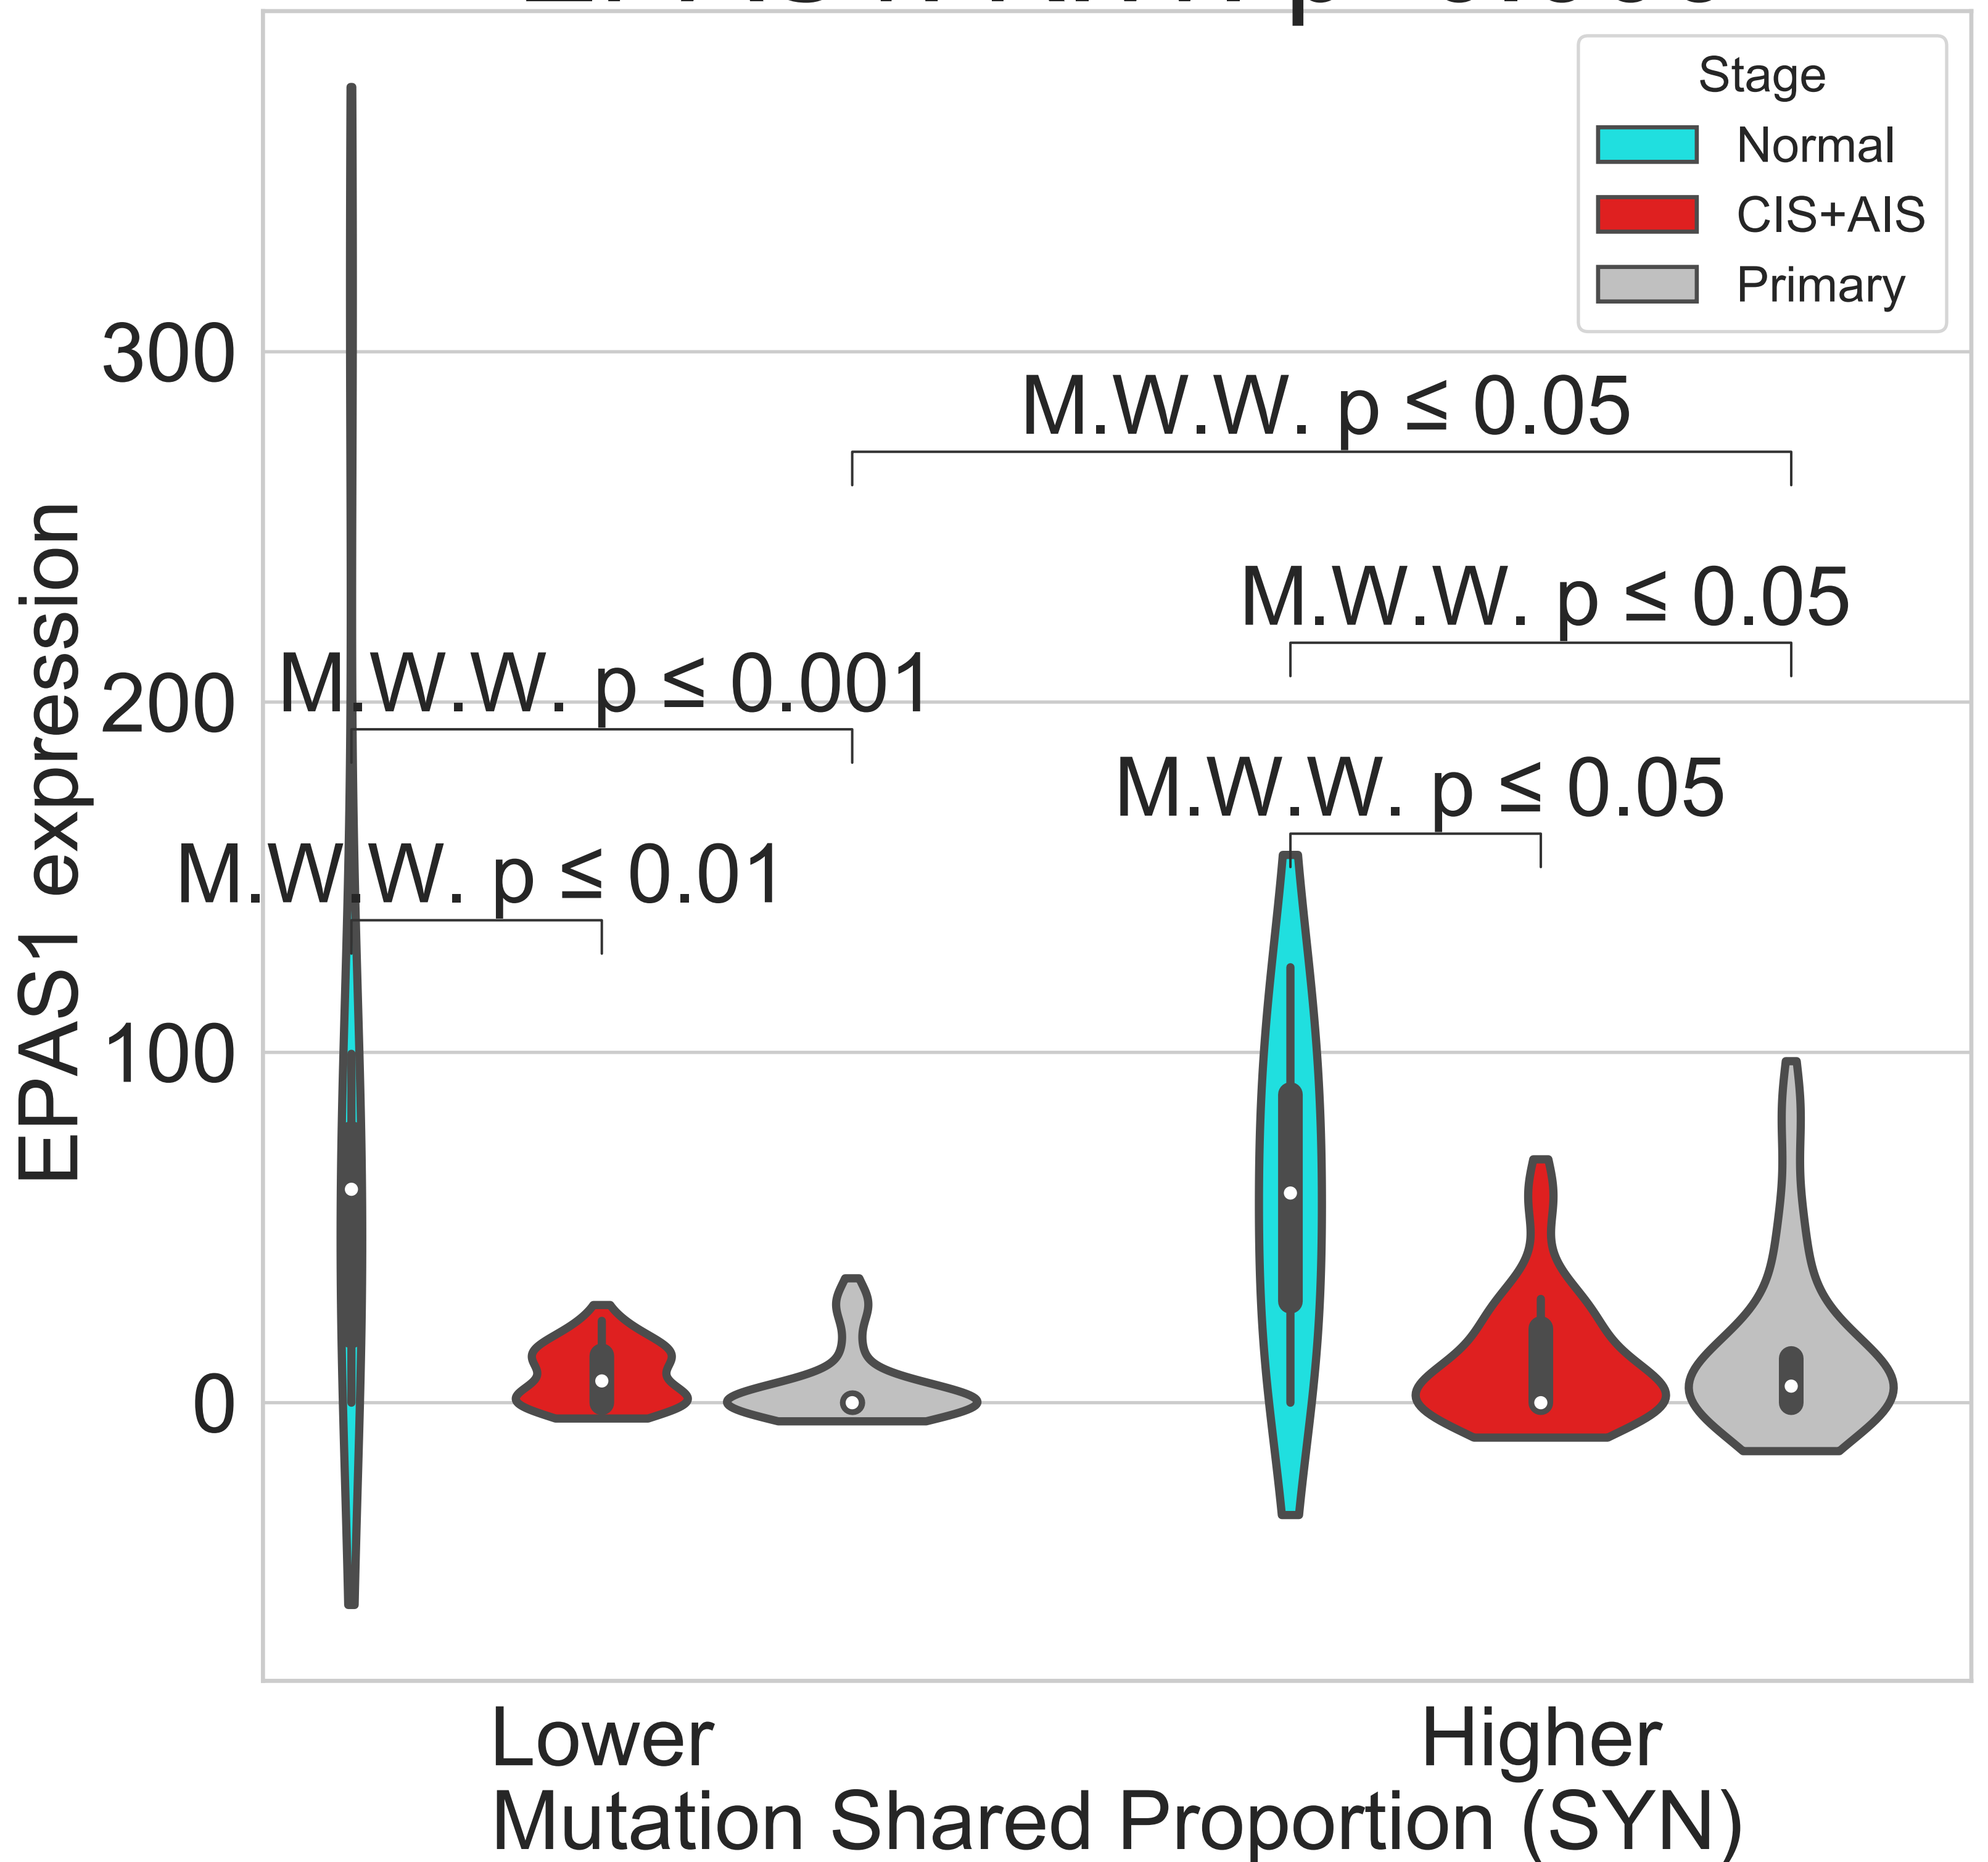 Stage
Normal
CIS+AIS
Primary
300
200
100
0
EPAS1 expression
M.W.W. p ≤ 0.05
M.W.W. p ≤ 0.05
M.W.W. p ≤ 0.001
M.W.W. p ≤ 0.05
M.W.W. p ≤ 0.01
Lower
Higher
Mutation Shared Proportion (SYN)